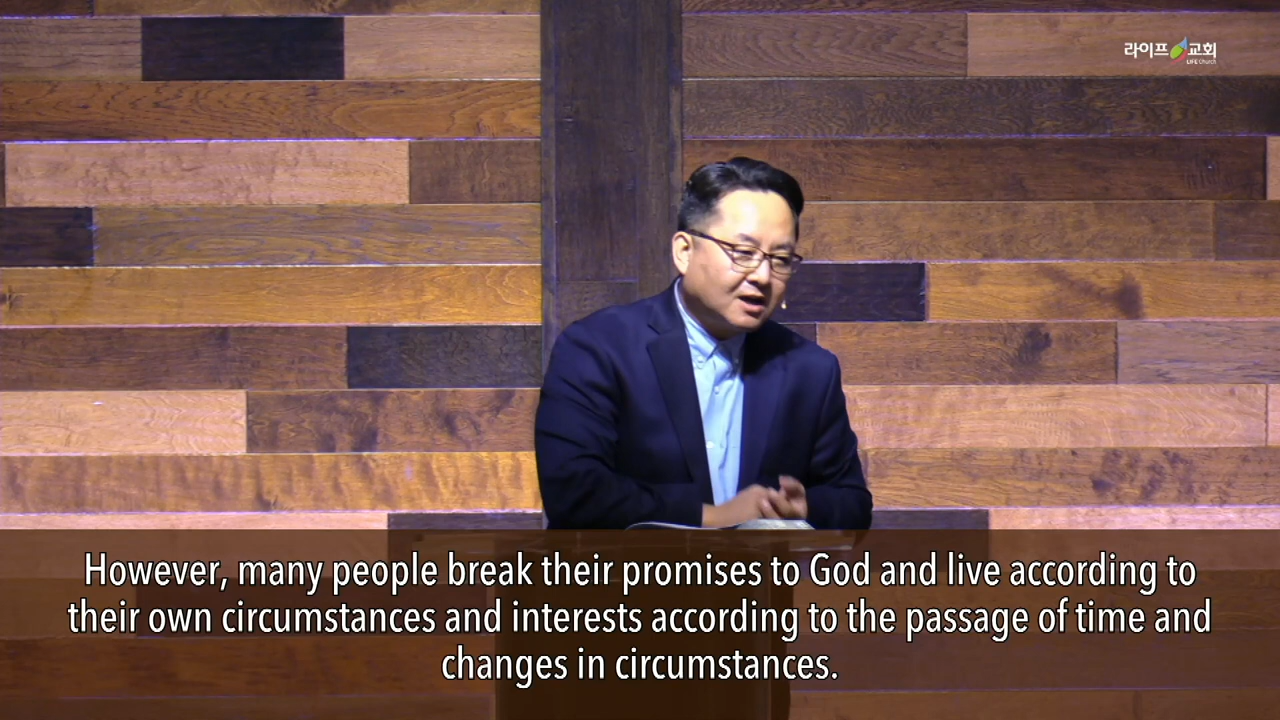 라이프 교회
LIFE Church
However, many people break their promises to God and live according to
their own circumstances and interests according to the passage of time and
changes in circumstances.